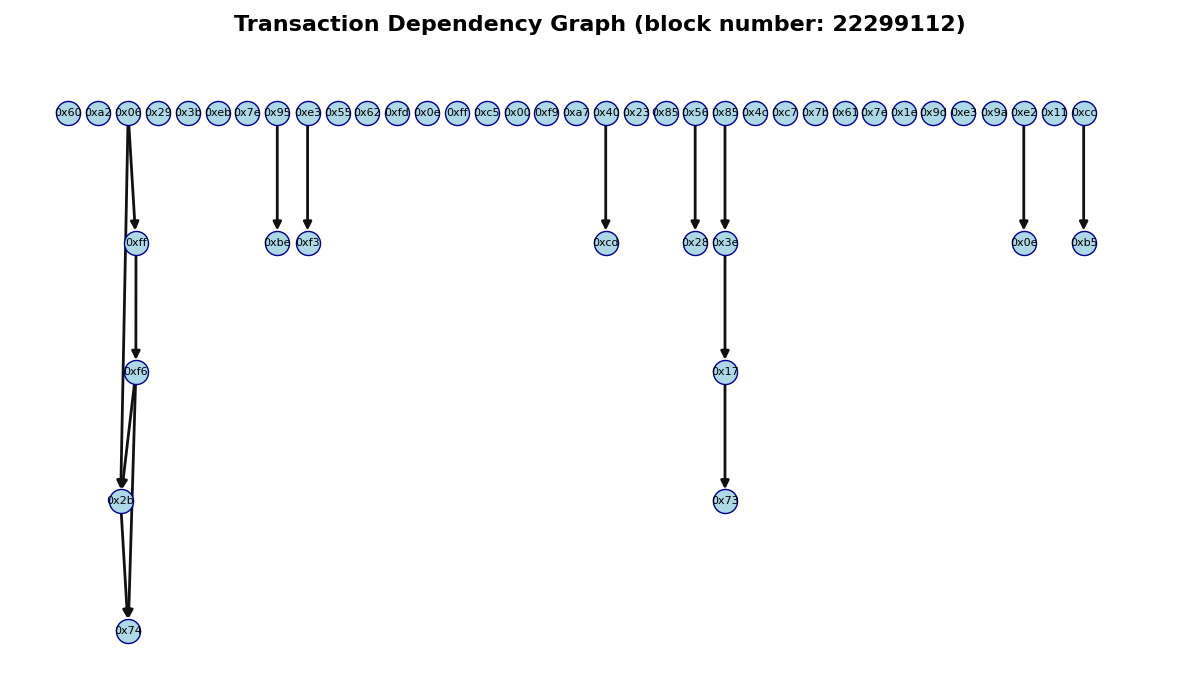 Transaction Dependency Graph (block number: 22299112)
0x60 0xa2 0x06 0x29 0x3b 0xeb 0x7e 0x95 0xe3 0x55 0x62 0xfd 0x0e 0xff 0xc5 0x00 0xf9 0xa7 0x40 0x23 0x85 0x56 0x85 0x4c 0xc7 0x7b 0x61 0x7e 0x1e 0x9d 0xe3 0x9a 0xe2 0x11 0xcc
0xff 0xbe 0xf3 0xcd 0x28 0x3e 0x0e 0xb5
0xf6 0x17
0x2b 0x73
0x74